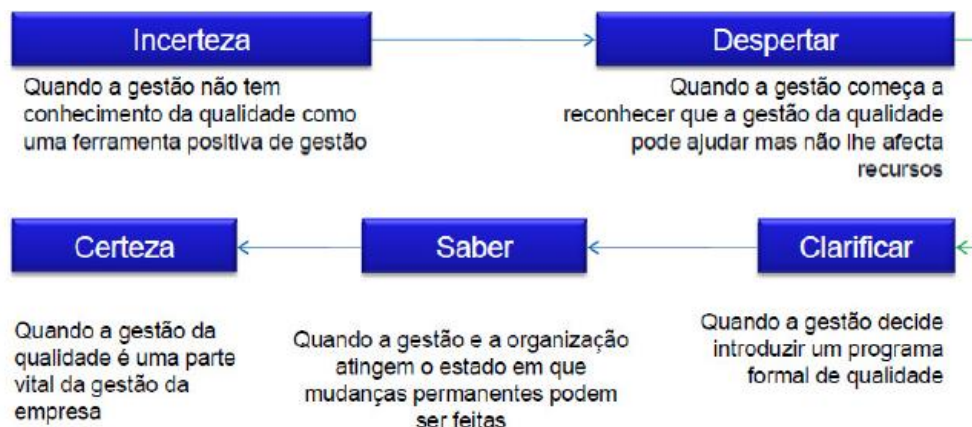 Incerteza
Despertar
Quando a gestão não tem
conhecimento da qualidade como
uma ferramenta positiva de gestão
Quando a gestão começa a
reconhecer que a gestão da qualidade
pode ajudar mas não lhe afecta
recursos
Certeza
Saber
Clarificar
Quando a gestão da
qualidade é uma parte
vital da gestão da
empresa
Quando a gestão e a organização
atingem o estado em que
mudanças permanentes podem
ser feitas
Quando a gestão decide
introduzir um programa
formal de qualidade